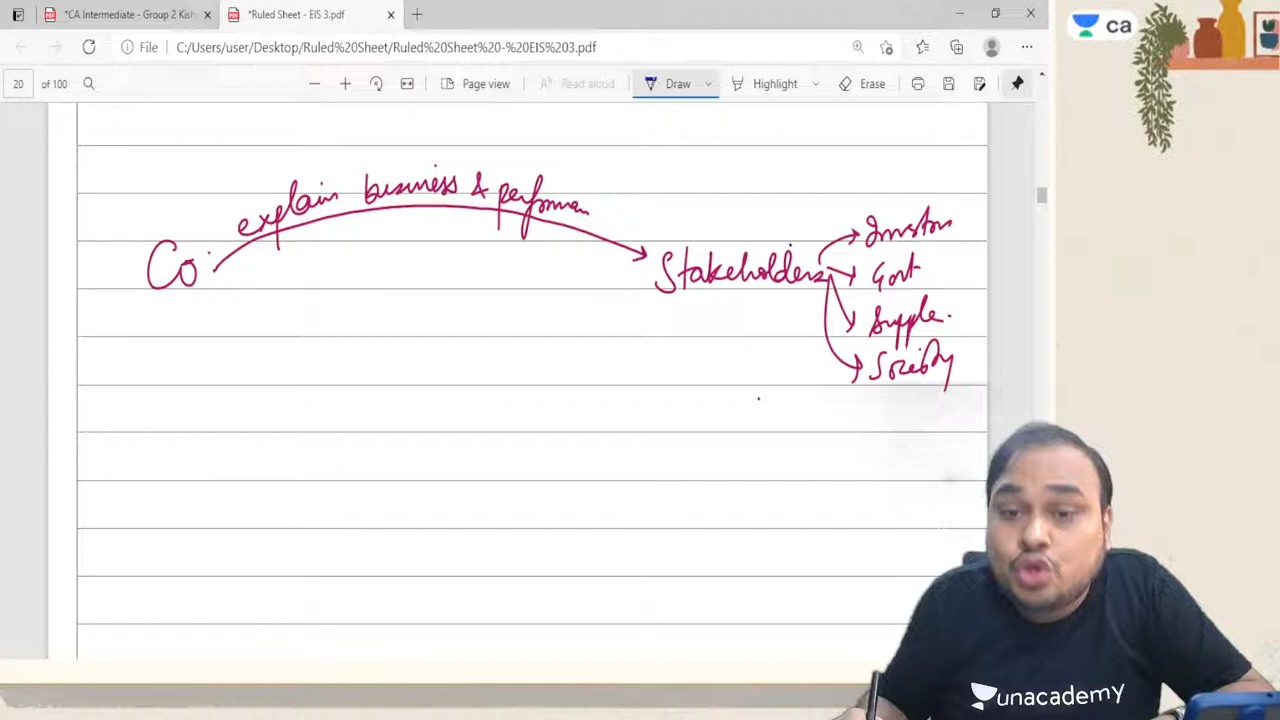 *CA Intermediate - Group 2 Kish
*Ruled Sheet - EIS 3.pdf
File
C:/Users/user/Desktop/Ruled%20Sheet/Ruled%20Sheet%20-%20EIS%203.pdf
20 of 100
Page view
Read aloud
Draw
Highlight
Erase
ca
explain business & performan
Co.
Stakeholders
Investors
Govt
Supplie.
Society
unacademy